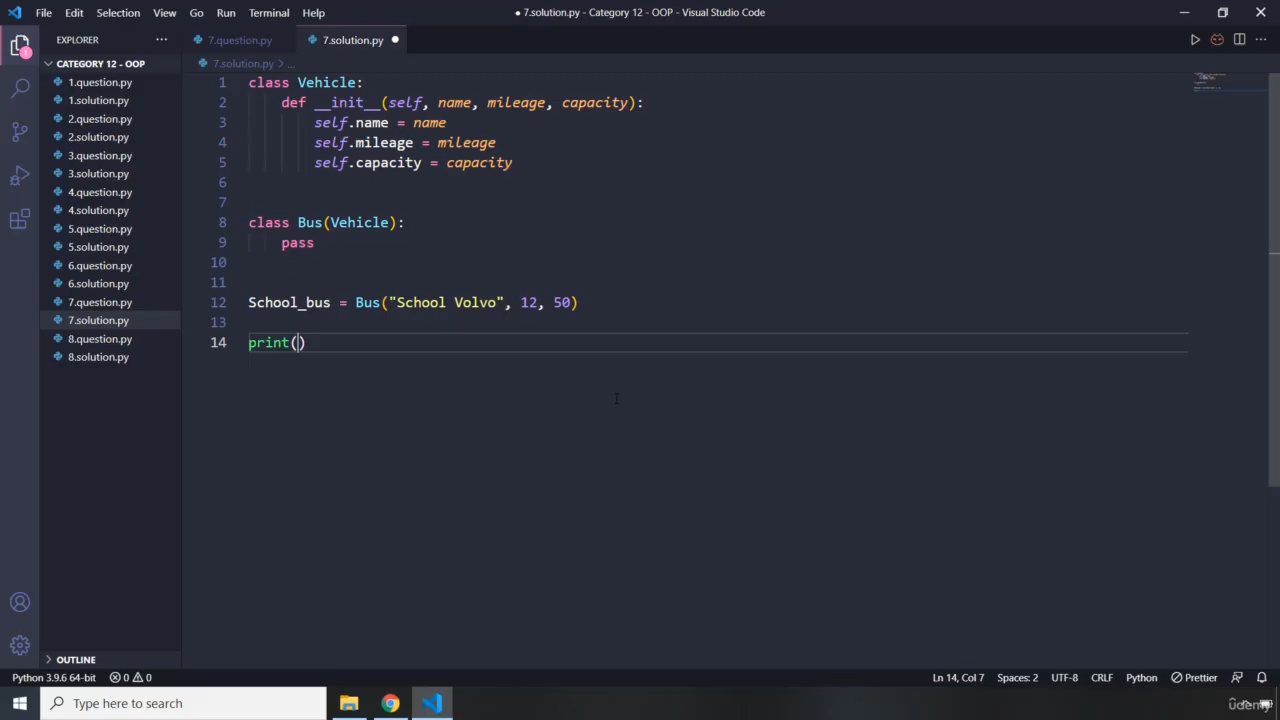 File Edit Selection View Go Run Terminal Help
● 7.solution.py - Category 12 - OOP - Visual Studio Code
EXPLORER
7.question.py
7.solution.py
CATEGORY 12 - OOP
1.question.py
1.solution.py
2.question.py
2.solution.py
3.question.py
3.solution.py
4.question.py
4.solution.py
5.question.py
5.solution.py
6.question.py
6.solution.py
7.question.py
7.solution.py
8.question.py
8.solution.py
OUTLINE
1
7.solution.py > ...
1 class Vehicle:
2 def __init__(self, name, mileage, capacity):
3 self.name = name
4 self.mileage = mileage
5 self.capacity = capacity
6
7
8 class Bus(Vehicle):
9 pass
10
11
12 School_bus = Bus("School Volvo", 12, 50)
13
14 print()
Python 3.9.6 64-bit 0 0
Ln 14, Col 7 Spaces: 2 UTF-8 CRLF Python Prettier
Type here to search
udemy